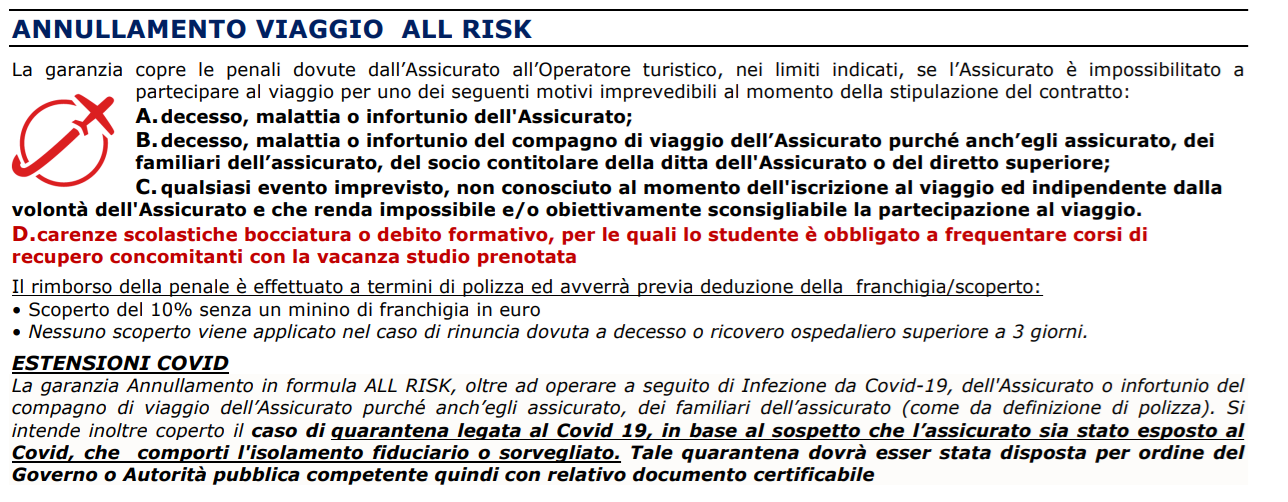 ANNULLAMENTO VIAGGIO ALL RISK
La garanzia copre le penali dovute dall’Assicurato all’Operatore turistico, nei limiti indicati, se l’Assicurato è impossibilitato a
partecipare al viaggio per uno dei seguenti motivi imprevedibili al momento della stipulazione del contratto:
A.decesso, malattia o infortunio dell'Assicurato;
B.decesso, malattia o infortunio del compagno di viaggio dell’Assicurato purché anch’egli assicurato, dei
familiari dell’assicurato, del socio contitolare della ditta dell'Assicurato o del diretto superiore;
C.qualsiasi evento imprevisto, non conosciuto al momento dell'iscrizione al viaggio ed indipendente dalla
volontà dell'Assicurato e che renda impossibile e/o obiettivamente sconsigliabile la partecipazione al viaggio.
D.carenze scolastiche bocciatura o debito formativo, per le quali lo studente è obbligato a frequentare corsi di
recupero concomitanti con la vacanza studio prenotata
Il rimborso della penale è effettuato a termini di polizza ed avverrà previa deduzione della franchigia/scoperto:
• Scoperto del 10% senza un minino di franchigia in euro
• Nessuno scoperto viene applicato nel caso di rinuncia dovuta a decesso o ricovero ospedaliero superiore a 3 giorni.
ESTENSIONI COVID
La garanzia Annullamento in formula ALL RISK, oltre ad operare a seguito di Infezione da Covid-19, dell'Assicurato o infortunio del
compagno di viaggio dell’Assicurato purché anch’egli assicurato, dei familiari dell’assicurato (come da definizione di polizza). Si
intende inoltre coperto il caso di quarantena legata al Covid 19, in base al sospetto che l’assicurato sia stato esposto al
Covid, che comporti l'isolamento fiduciario o sorvegliato. Tale quarantena dovrà esser stata disposta per ordine del
Governo o Autorità pubblica competente quindi con relativo documento certificabile